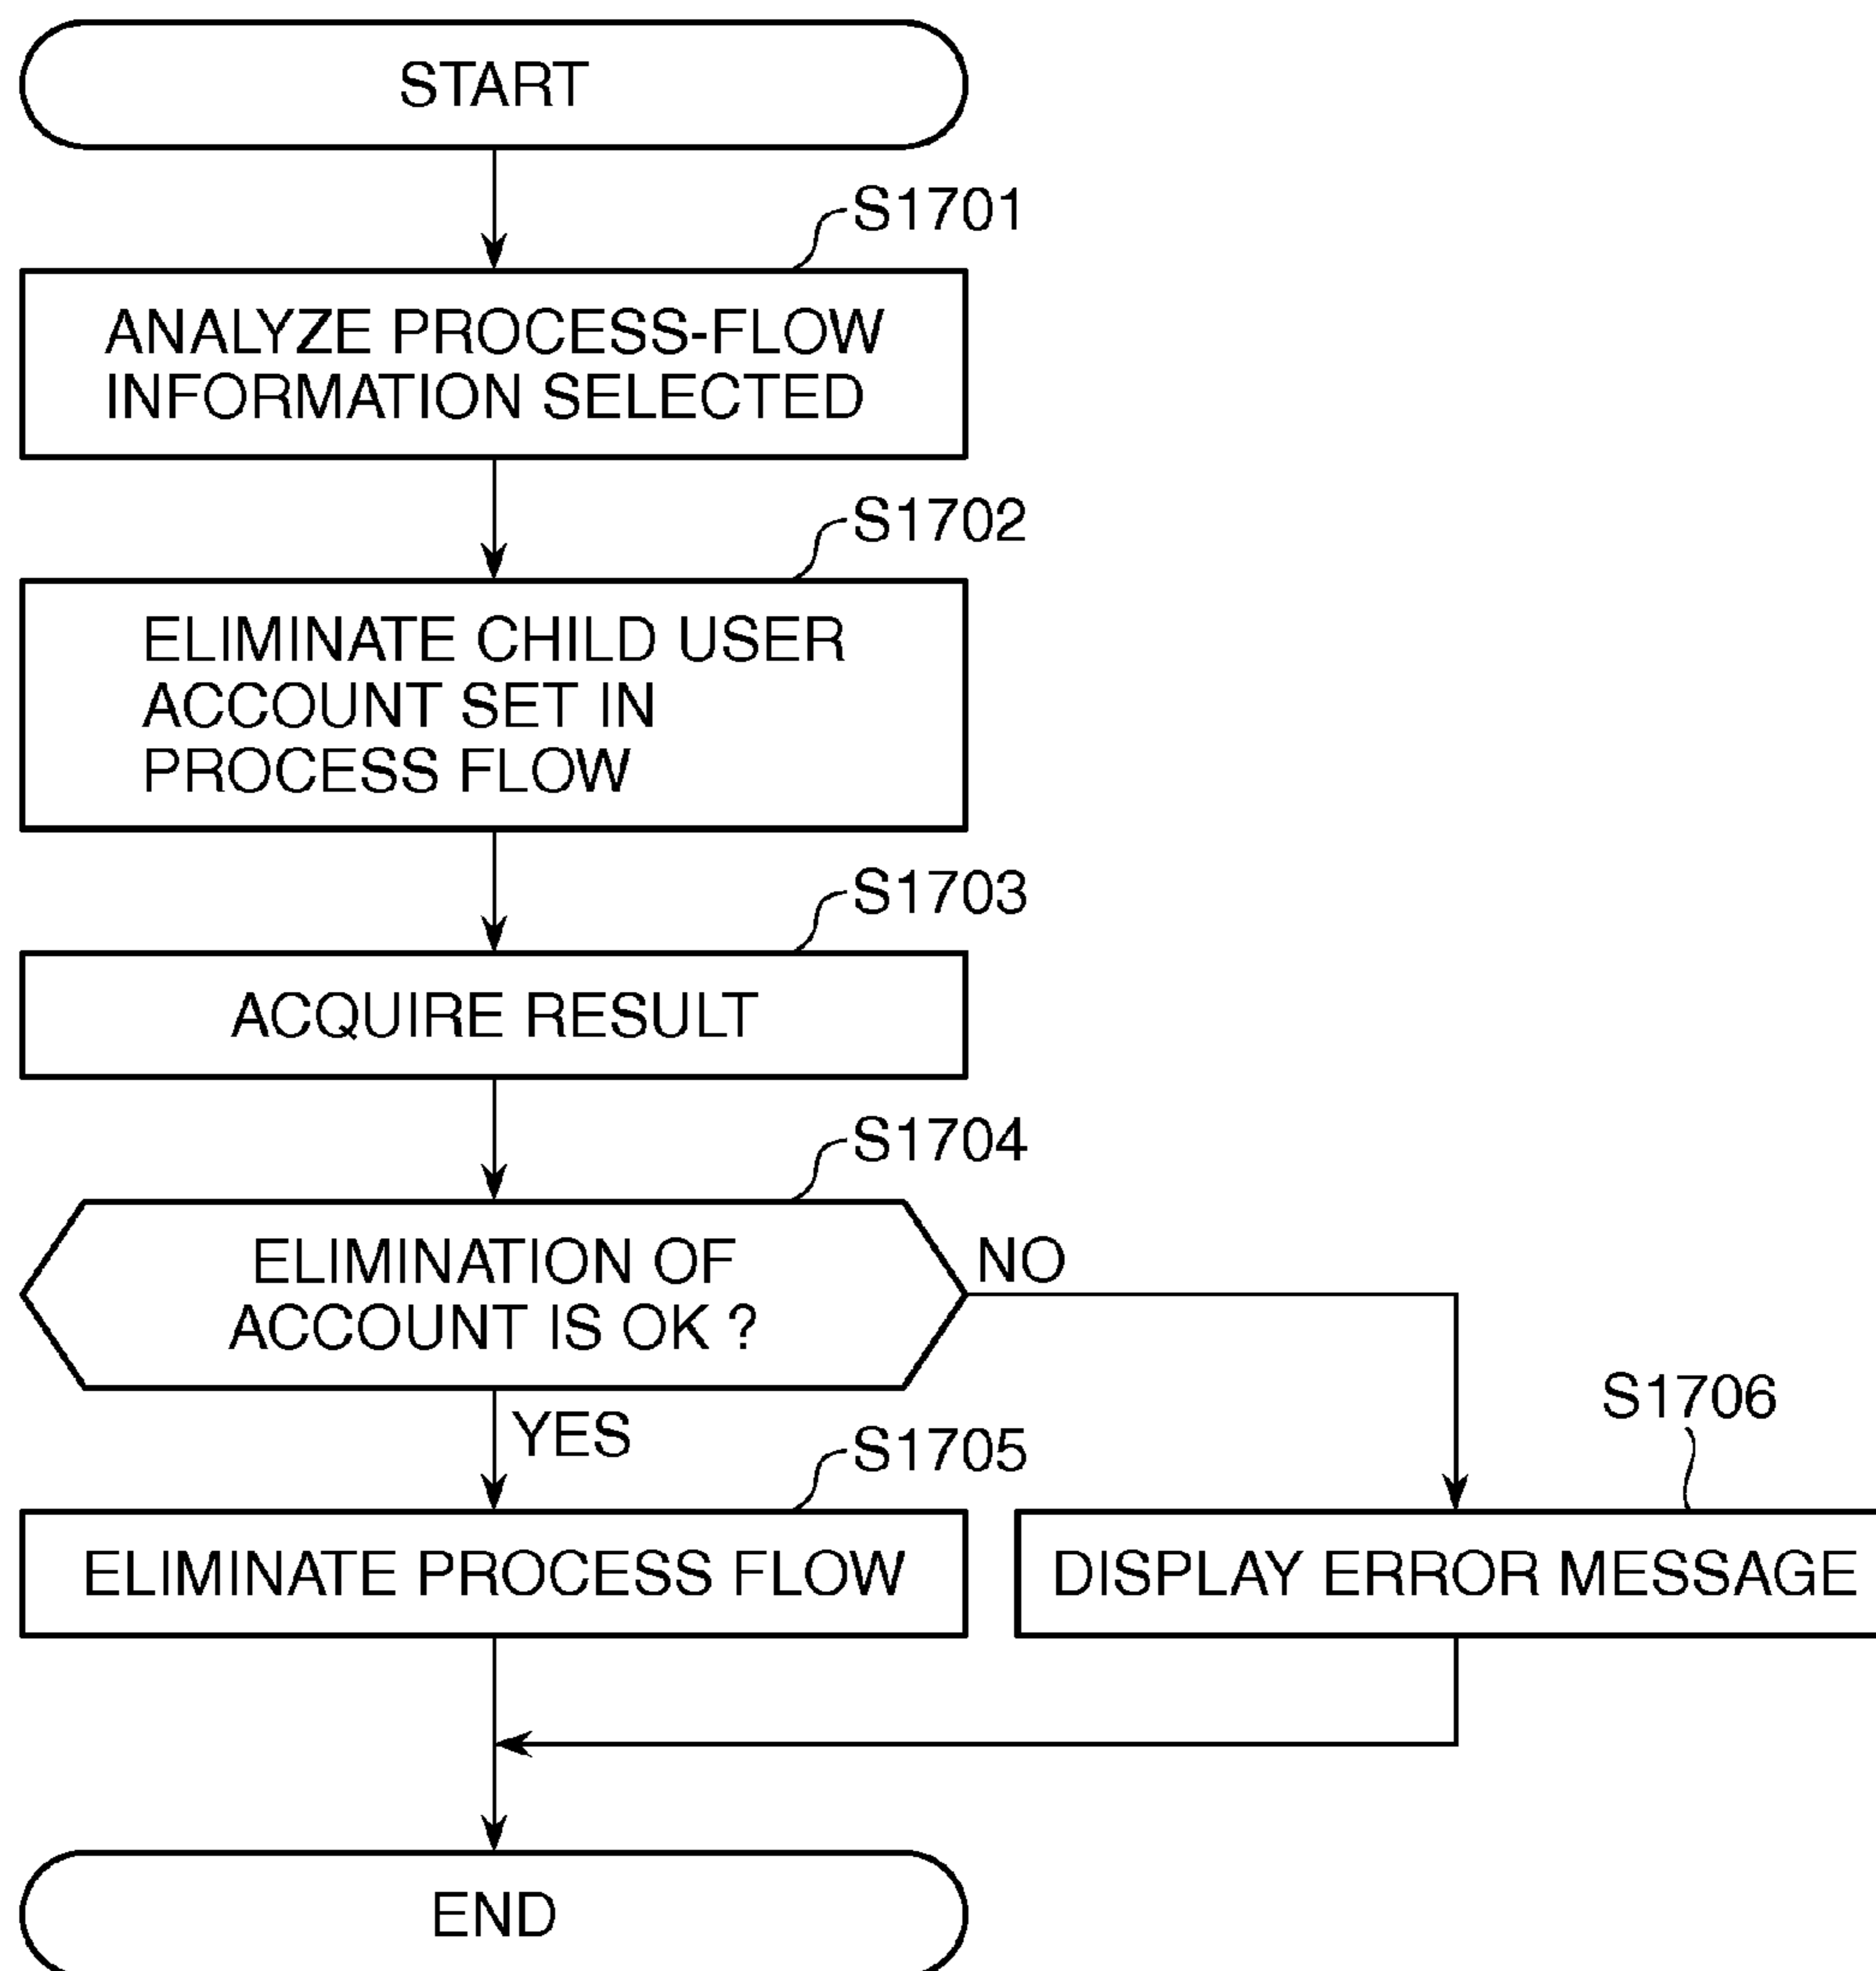 START
S1701
ANALYZE PROCESS-FLOW
INFORMATION SELECTED
S1702
ELIMINATE CHILD USER
ACCOUNT SET IN
PROCESS FLOW
S1703
ACQUIRE RESULT
S1704
ELIMINATION OF
ACCOUNT IS OK ?
NO
YES
S1705
S1706
ELIMINATE PROCESS FLOW
DISPLAY ERROR MESSAGE
END